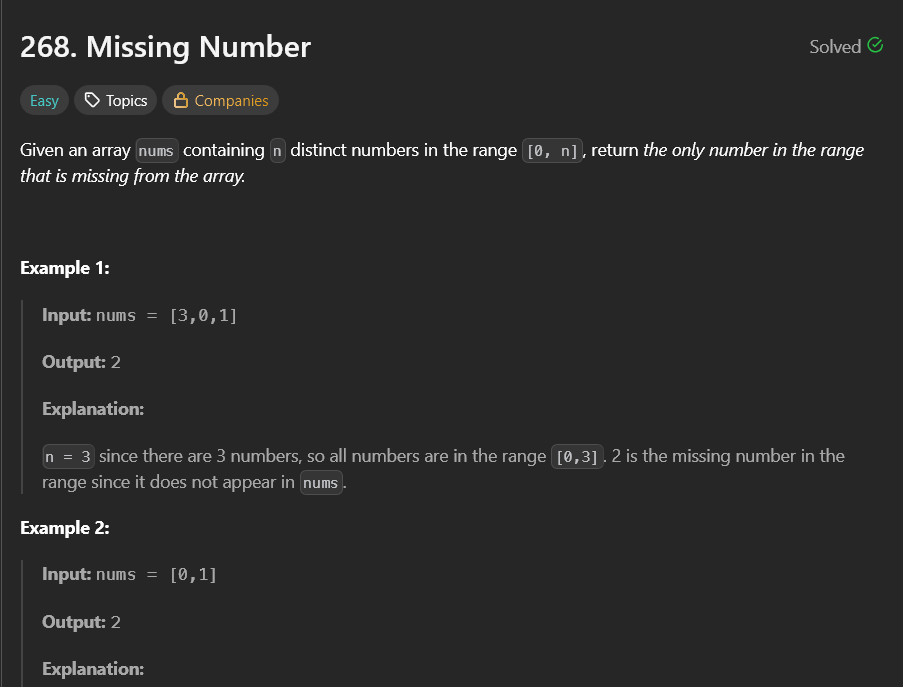 268. Missing Number
Solved
Easy
Topics
Companies
Given an array nums containing n distinct numbers in the range [0, n], return the only number in the range
that is missing from the array.
Example 1:
Input: nums = [3,0,1]
Output: 2
Explanation:
n = 3 since there are 3 numbers, so all numbers are in the range [0,3]. 2 is the missing number in the
range since it does not appear in nums.
Example 2:
Input: nums = [0,1]
Output: 2
Explanation: